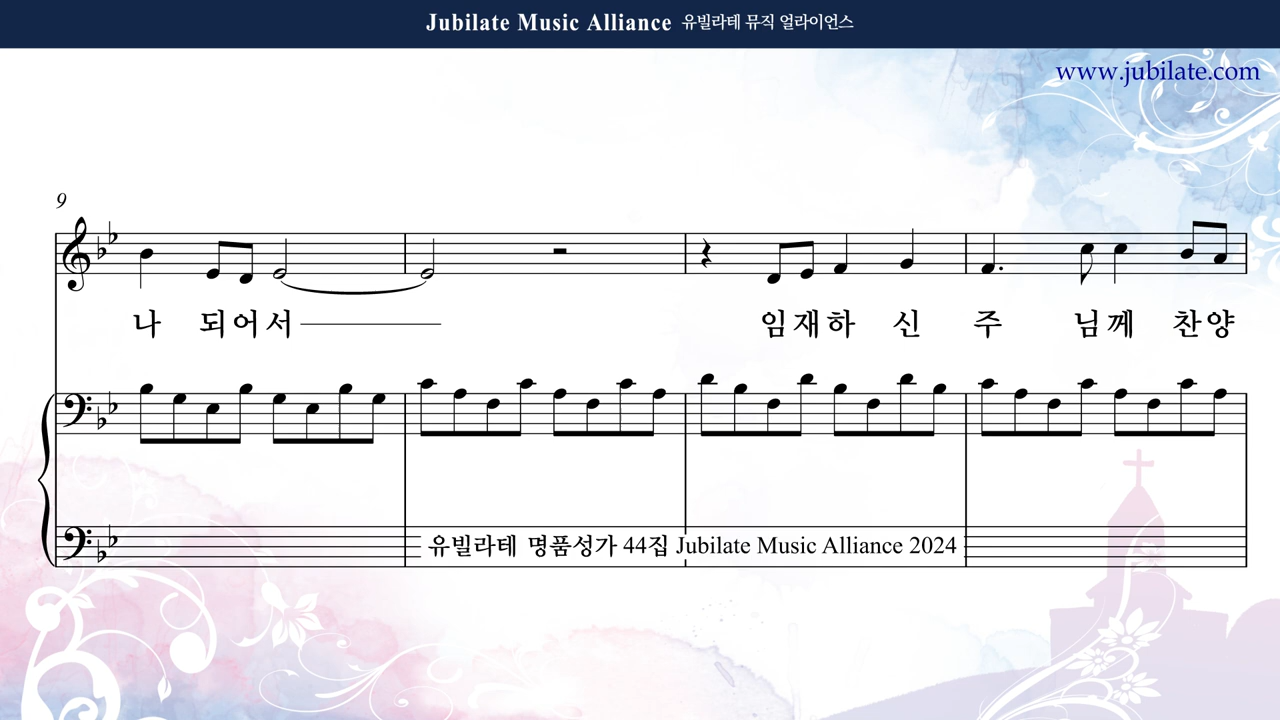 Jubilate Music Alliance 유빌라테 뮤직 얼라이언스
www.jubilate.com
9
나 되어서 임재하 신 주 님께 찬양
유빌라테 명품성가 44집 Jubilate Music Alliance 2024